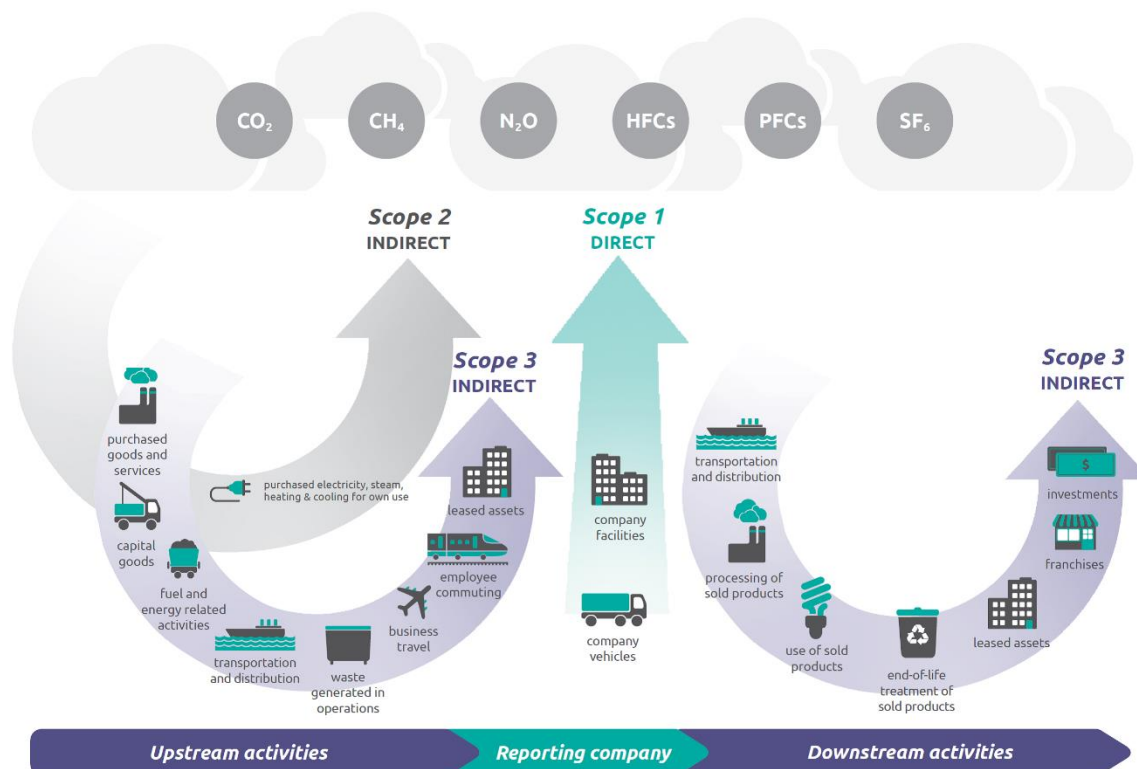 CO₂
CH₄
N₂O
HFCs
PFCs
SF₆
Scope 2
INDIRECT
Scope 1
DIRECT
Scope 3
INDIRECT
Scope 3
INDIRECT
purchased
goods and
services
capital
goods
fuel and
energy related
activities
purchased electricity, steam,
heating & cooling for own use
transportation
and distribution
waste
generated in
operations
business
travel
employee
commuting
leased assets
company
facilities
company
vehicles
transportation
and distribution
processing of
sold products
use of sold
products
end-of-life
treatment of
sold products
leased assets
franchises
$
investments
Upstream activities
Reporting company
Downstream activities